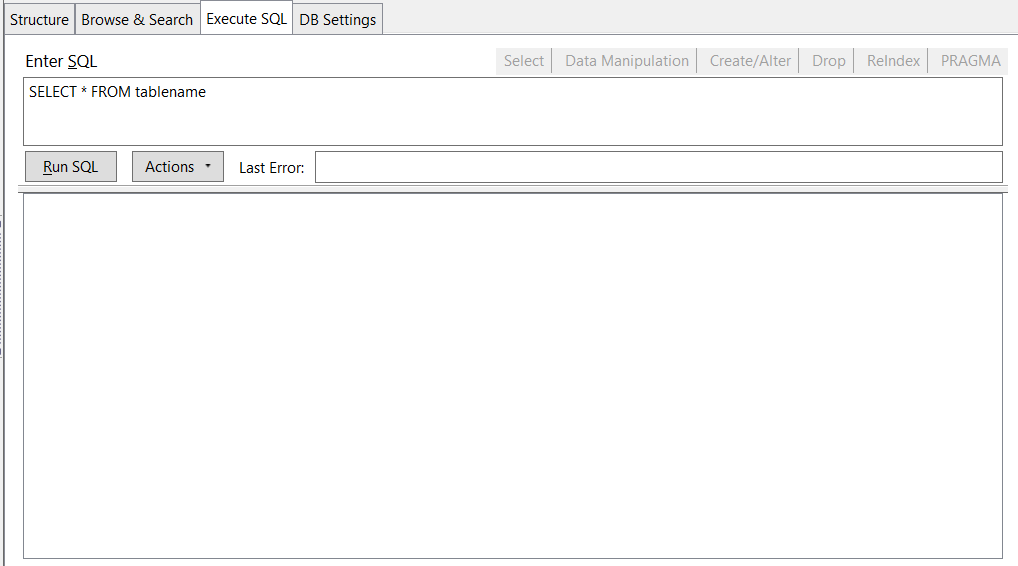 Structure Browse & Search Execute SQL DB Settings
Enter SQL Select Data Manipulation Create/Alter Drop ReIndex PRAGMA
SELECT * FROM tablename
Run SQL Actions Last Error: